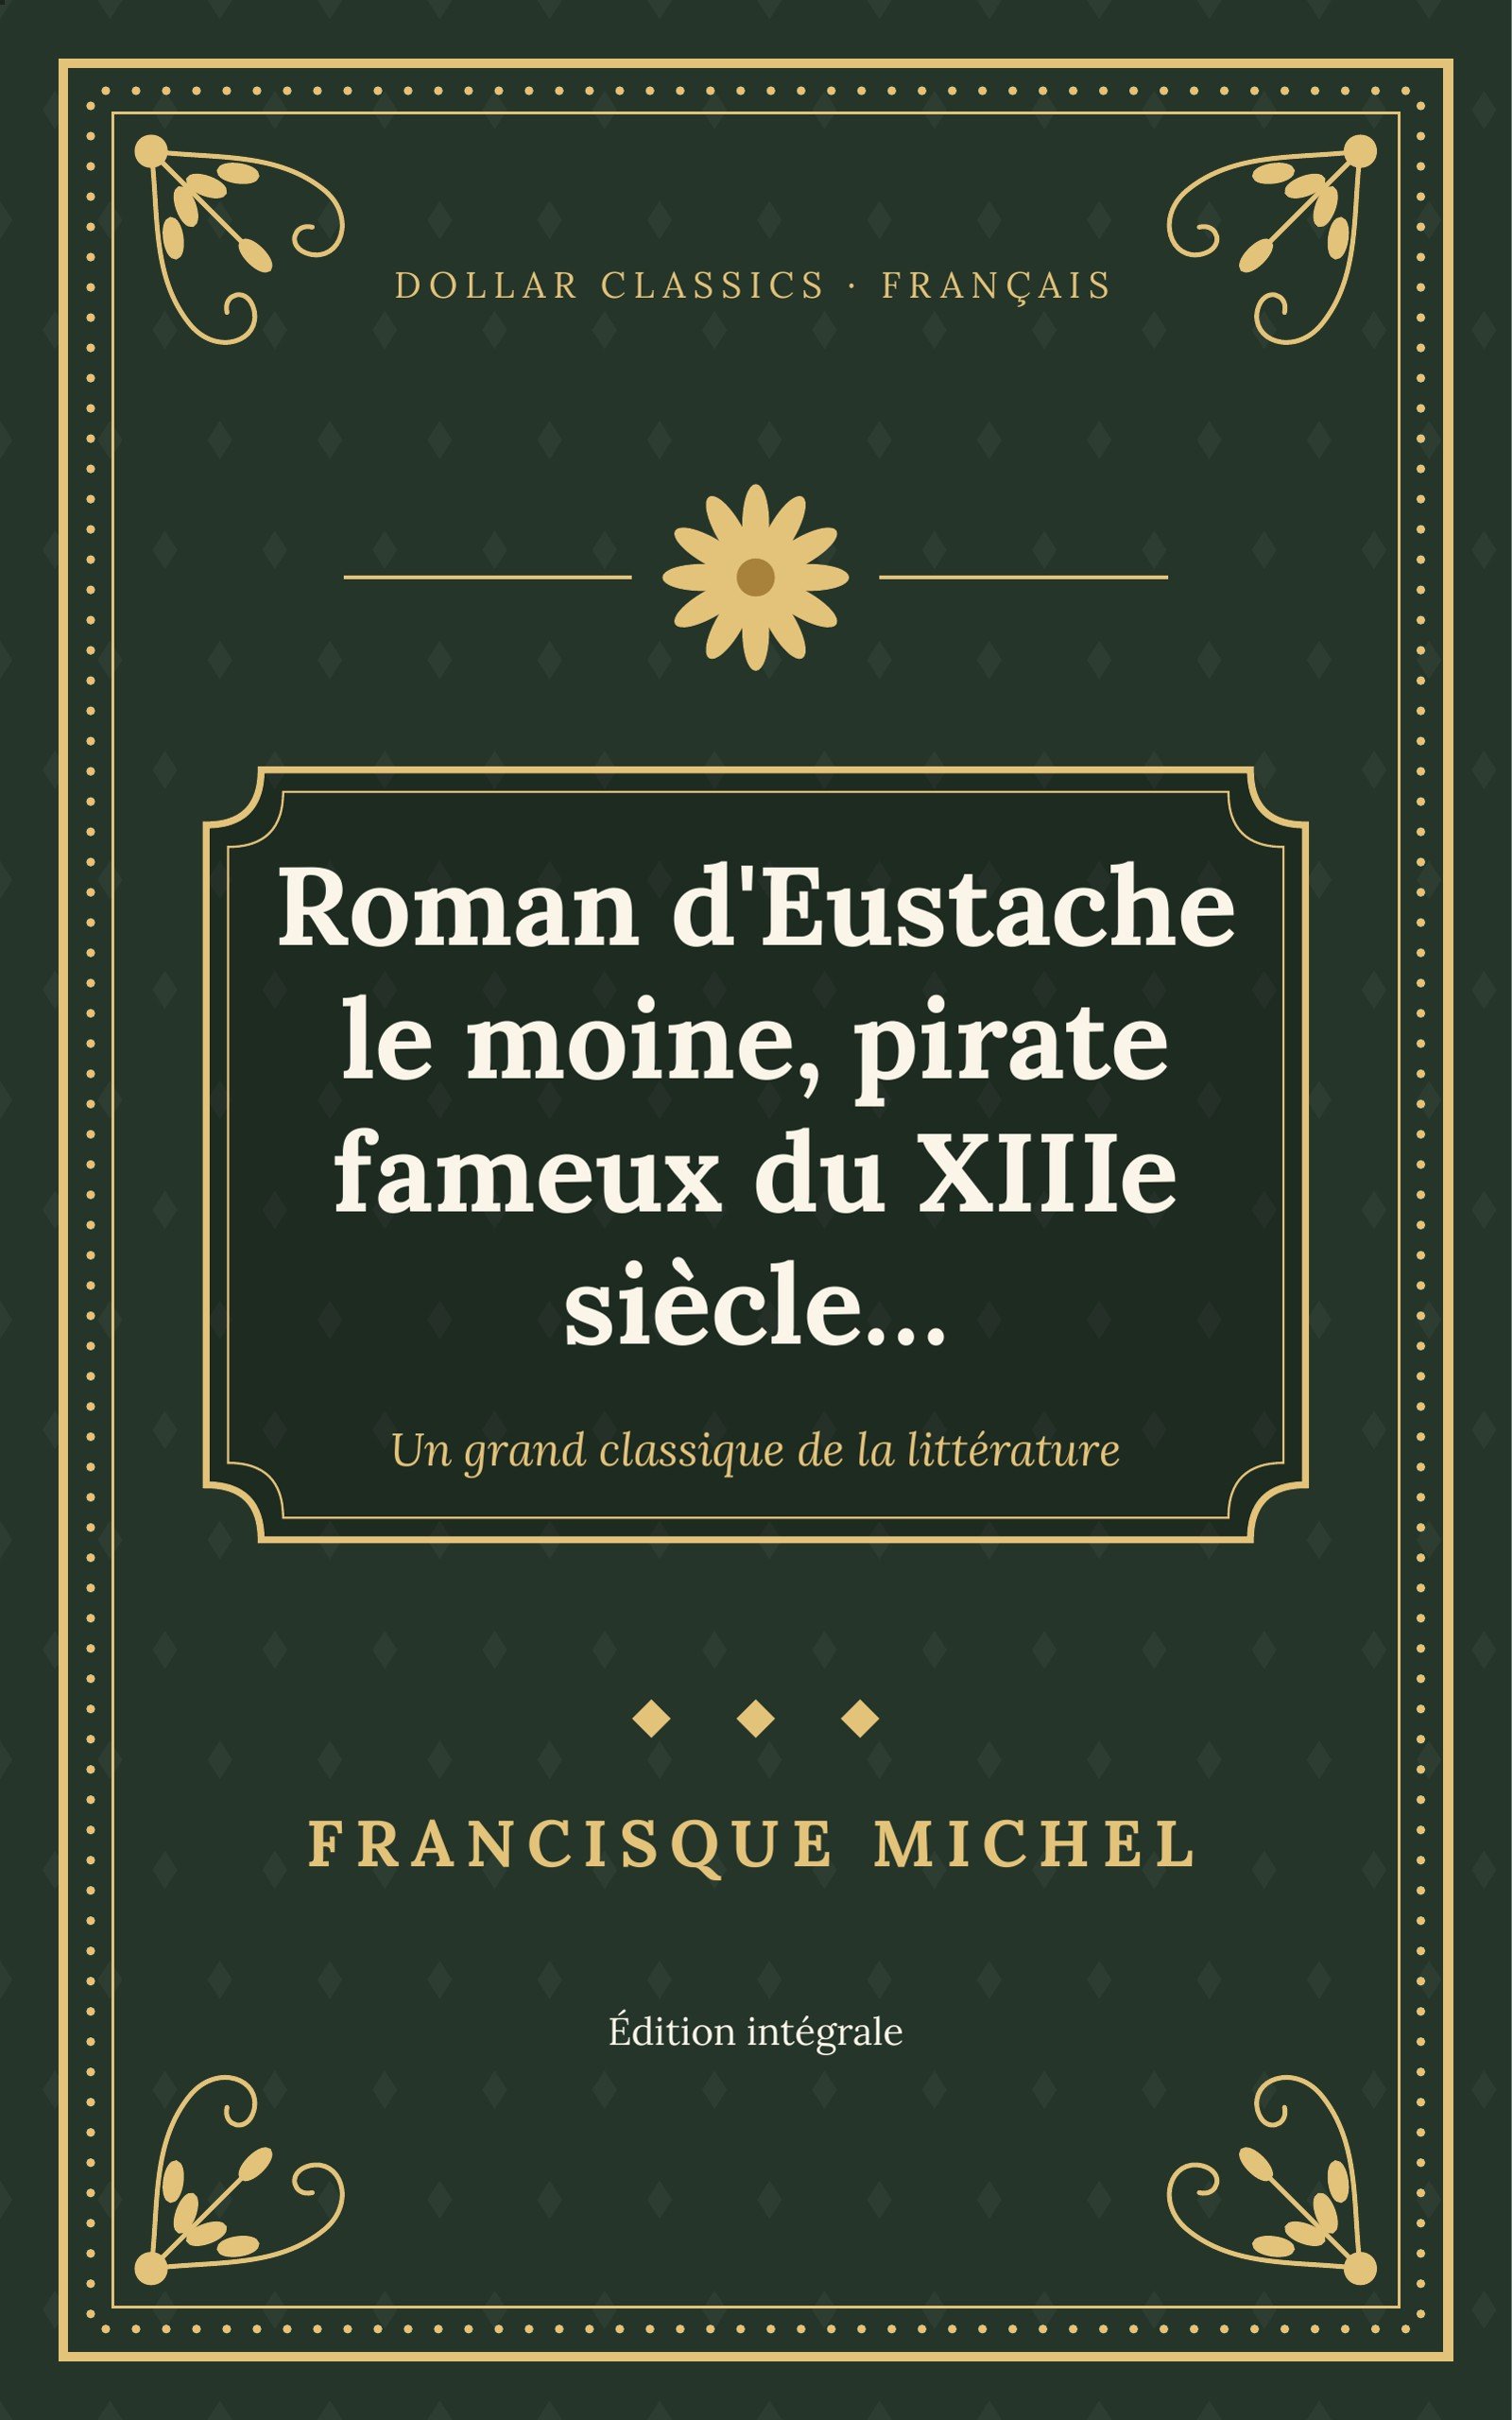 DOLLAR CLASSICS · FRANÇAIS
Roman d'Eustache
le moine, pirate
fameux du XIIIe
siècle...
Un grand classique de la littérature
FRANCISQUE MICHEL
Édition intégrale